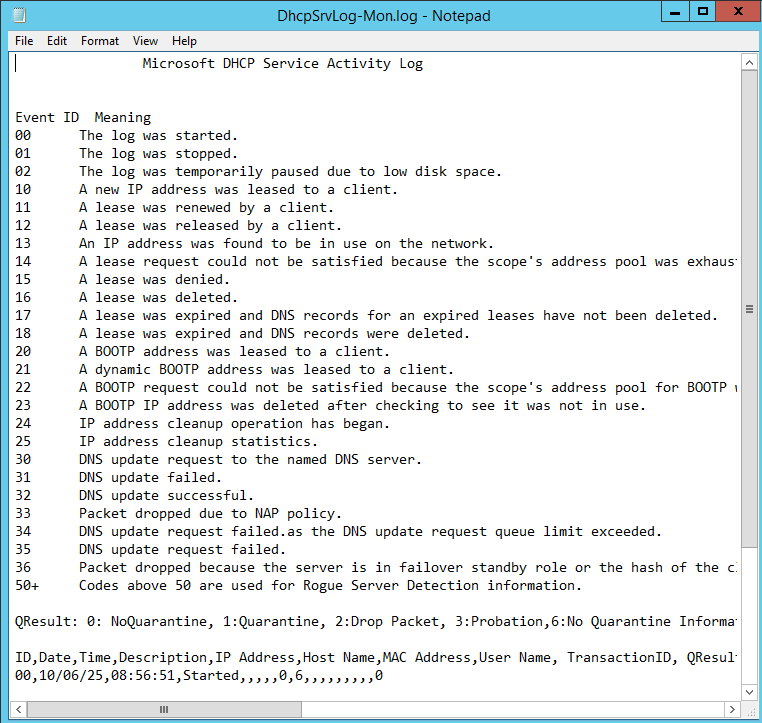 DhcpSrvLog-Mon.log - Notepad
File Edit Format View Help
Microsoft DHCP Service Activity Log
Event ID  Meaning
00      The log was started.
01      The log was stopped.
02      The log was temporarily paused due to low disk space.
10      A new IP address was leased to a client.
11      A lease was renewed by a client.
12      A lease was released by a client.
13      An IP address was found to be in use on the network.
14      A lease request could not be satisfied because the scope's address pool was exhaust
15      A lease was denied.
16      A lease was deleted.
17      A lease was expired and DNS records for an expired leases have not been deleted.
18      A lease was expired and DNS records were deleted.
20      A BOOTP address was leased to a client.
21      A dynamic BOOTP address was leased to a client.
22      A BOOTP request could not be satisfied because the scope's address pool for BOOTP
23      A BOOTP IP address was deleted after checking to see it was not in use.
24      IP address cleanup operation has began.
25      IP address cleanup statistics.
30      DNS update request to the named DNS server.
31      DNS update failed.
32      DNS update successful.
33      Packet dropped due to NAP policy.
34      DNS update request failed.as the DNS update request queue limit exceeded.
35      DNS update request failed.
36      Packet dropped because the server is in failover standby role or the hash of the
50+     Codes above 50 are used for Rogue Server Detection information.
QResult: 0: NoQuarantine, 1:Quarantine, 2:Drop Packet, 3:Probation,6:No Quarantine Informa
ID,Date,Time,Description,IP Address,Host Name,MAC Address,User Name, TransactionID, QResul
00,10/06/25,08:56:51,Started,,,,,0,6,,,,,,,,,0